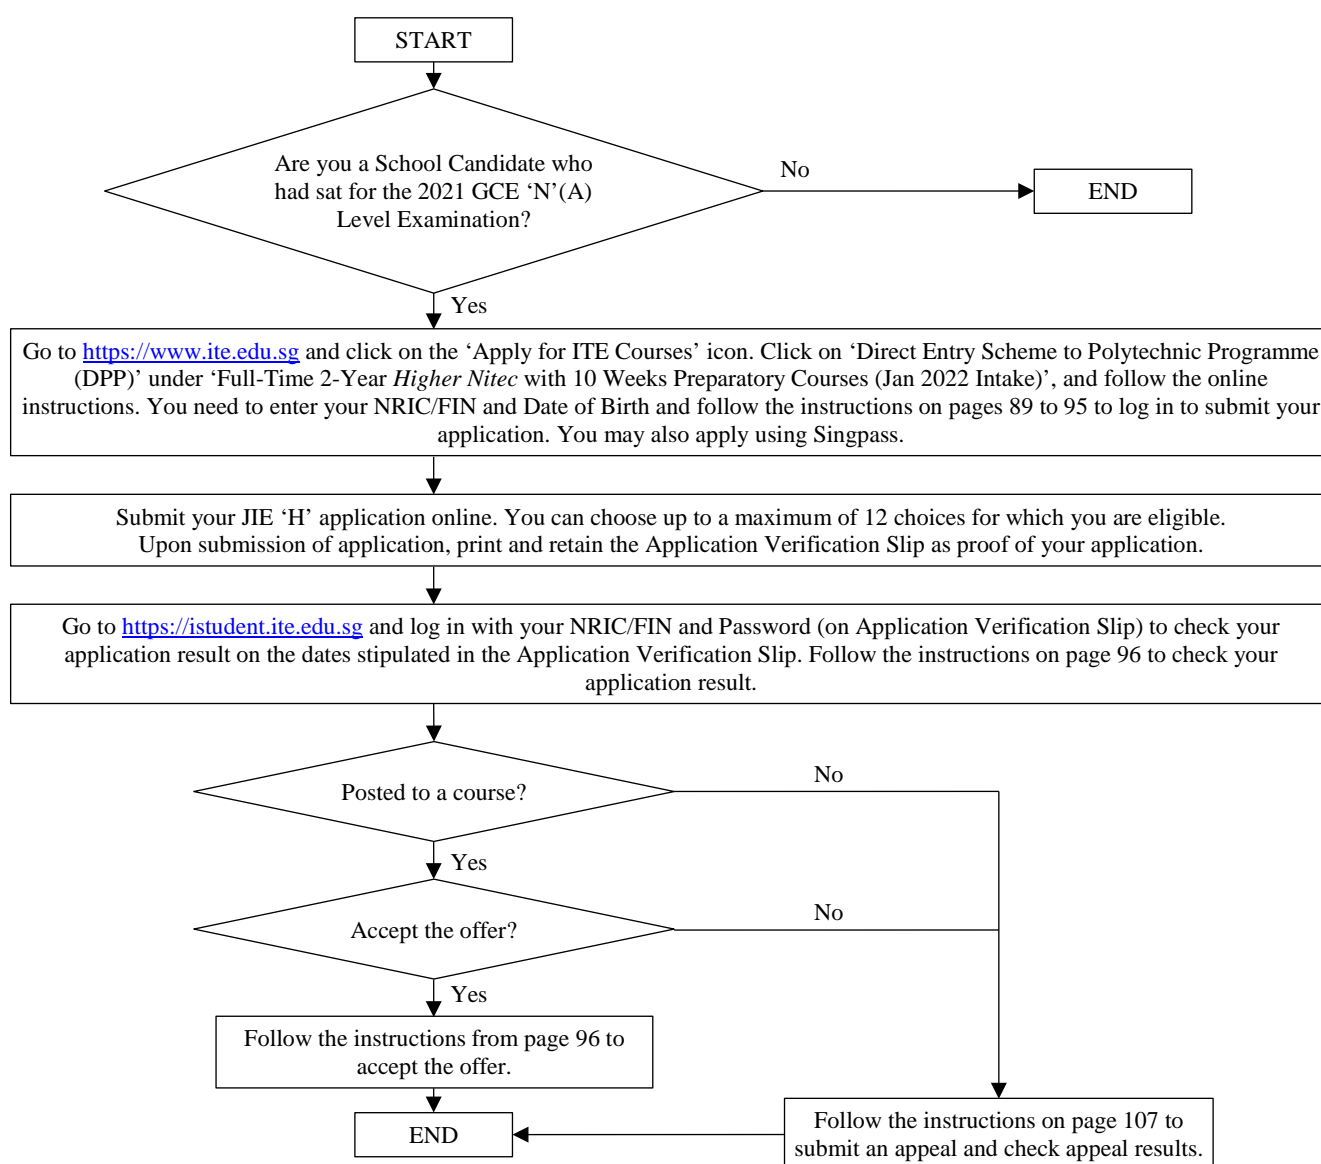 START
Are you a School Candidate who
had sat for the 2021 GCE ‘N’(A)
Level Examination?
No
END
Yes
Go to https://www.ite.edu.sg and click on the ‘Apply for ITE Courses’ icon. Click on ‘Direct Entry Scheme to Polytechnic Programme
(DPP)’ under ‘Full-Time 2-Year Higher Nitec with 10 Weeks Preparatory Courses (Jan 2022 Intake)’, and follow the online
instructions. You need to enter your NRIC/FIN and Date of Birth and follow the instructions on pages 89 to 95 to log in to submit your
application. You may also apply using Singpass.
Submit your JIE ‘H’ application online. You can choose up to a maximum of 12 choices for which you are eligible.
Upon submission of application, print and retain the Application Verification Slip as proof of your application.
Go to https://istudent.ite.edu.sg and log in with your NRIC/FIN and Password (on Application Verification Slip) to check your
application result on the dates stipulated in the Application Verification Slip. Follow the instructions on page 96 to check your
application result.
Posted to a course?
No
Yes
Accept the offer?
No
Yes
Follow the instructions from page 96 to
accept the offer.
END
Follow the instructions on page 107 to
submit an appeal and check appeal results.